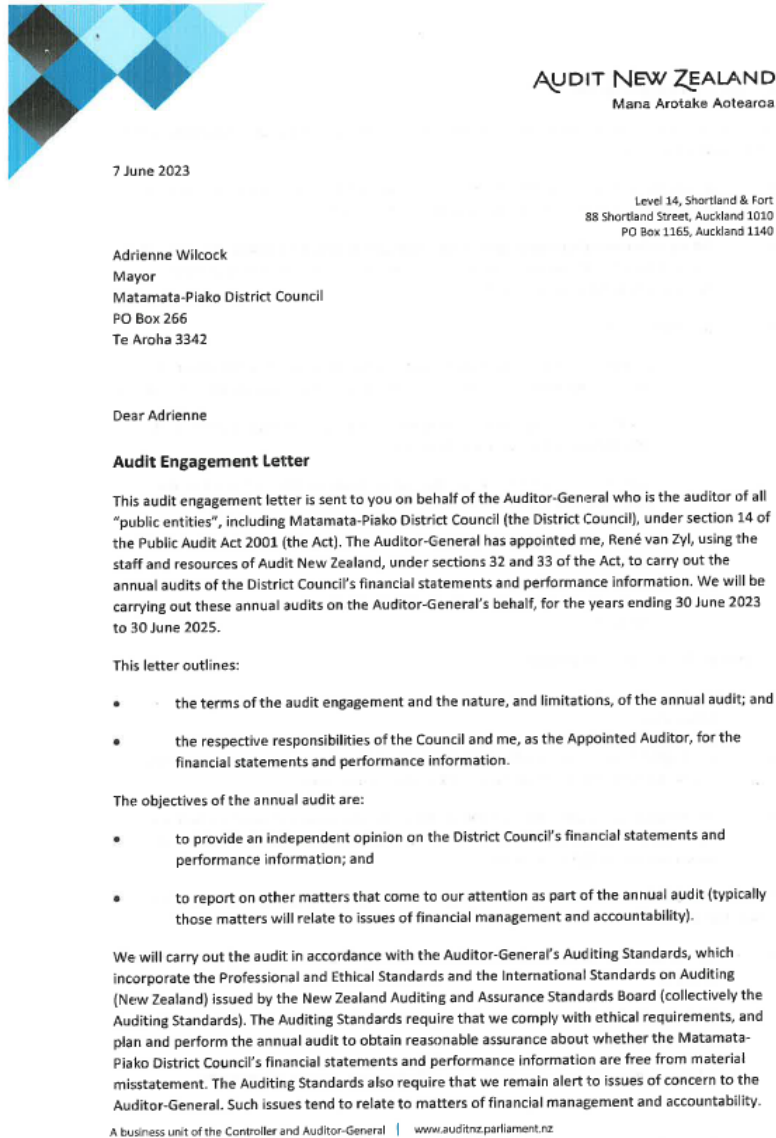 AUDIT NEW ZEALAND
Mana Arotake Aotearoa
7 June 2023
Level 14, Shortland & Fort
88 Shortland Street, Auckland 1010
PO Box 1165, Auckland 1140
Adrienne Wilcock
Mayor
Matamata-Piako District Council
PO Box 266
Te Aroha 3342
Dear Adrienne
Audit Engagement Letter
This audit engagement letter is sent to you on behalf of the Auditor-General who is the auditor of all
"public entities", including Matamata-Piako District Council (the District Council), under section 14 of
the Public Audit Act 2001 (the Act). The Auditor-General has appointed me, René van Zyl, using the
staff and resources of Audit New Zealand, under sections 32 and 33 of the Act, to carry out the
annual audits of the District Council's financial statements and performance information. We will be
carrying out these annual audits on the Auditor-General's behalf, for the years ending 30 June 2023
to 30 June 2025.
This letter outlines:
• the terms of the audit engagement and the nature, and limitations, of the annual audit; and
• the respective responsibilities of the Council and me, as the Appointed Auditor, for the
financial statements and performance information.
The objectives of the annual audit are:
• to provide an independent opinion on the District Council's financial statements and
performance information; and
• to report on other matters that come to our attention as part of the annual audit (typically
those matters will relate to issues of financial management and accountability).
We will carry out the audit in accordance with the Auditor-General's Auditing Standards, which
incorporate the Professional and Ethical Standards and the International Standards on Auditing
(New Zealand) issued by the New Zealand Auditing and Assurance Standards Board (collectively the
Auditing Standards). The Auditing Standards require that we comply with ethical requirements, and
plan and perform the annual audit to obtain reasonable assurance about whether the Matamata-
Piako District Council's financial statements and performance information are free from material
misstatement. The Auditing Standards also require that we remain alert to issues of concern to the
Auditor-General. Such issues tend to relate to matters of financial management and accountability.
A business unit of the Controller and Auditor-General | www.auditnz.parliament.nz